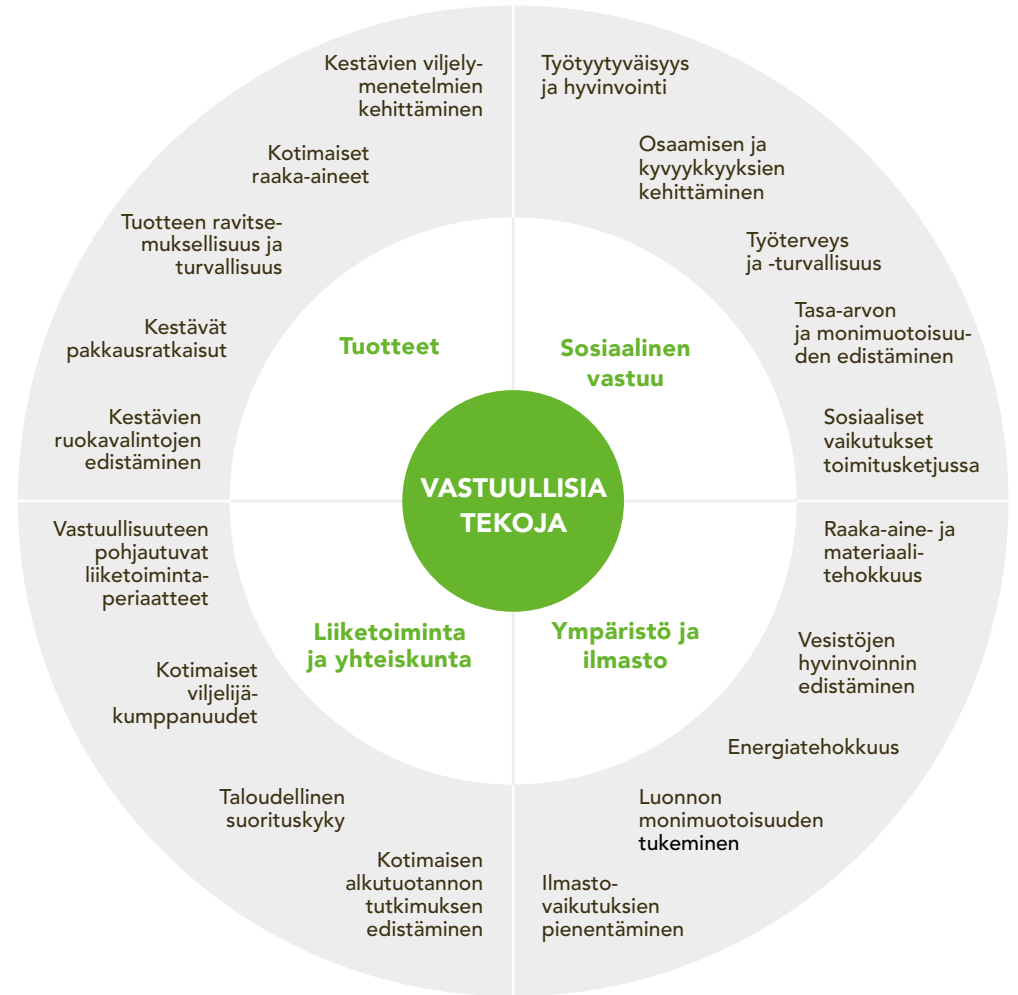 Kestävien viljely-
menetelmien
kehittäminen
Kotimaiset
raaka-aineet
Tuotteen ravitse-
muksellisuus ja
turvallisuus
Kestävät
pakkausratkaisut
Kestävien
ruokavalintojen
edistäminen
Työtyytyväisyys
ja hyvinvointi
Osaamisen ja
kyvyykkyyksien
kehittäminen
Työterveys
ja -turvallisuus
Tasa-arvon
ja monimuotoisuu-
den edistäminen
Sosiaaliset
vaikutukset
toimitusketjussa
Tuotteet
Sosiaalinen
vastuu
VASTUULLISIA
TEKOJA
Liiketoiminta
ja yhteiskunta
Ympäristö ja
ilmasto
Vastuullisuuteen
pohjautuvat
liiketoiminta-
periaatteet
Kotimaiset
viljelijä-
kumppanuudet
Taloudellinen
suorituskyky
Kotimaisen
alkutuotannon
tutkimuksen
edistäminen
Raaka-aine- ja
materiaali-
tehokkuus
Vesistöjen
hyvinvoinnin
edistäminen
Energiatehokkuus
Luonnon
monimuotoisuuden
tukeminen
Ilmasto-
vaikutuksien
pienentäminen